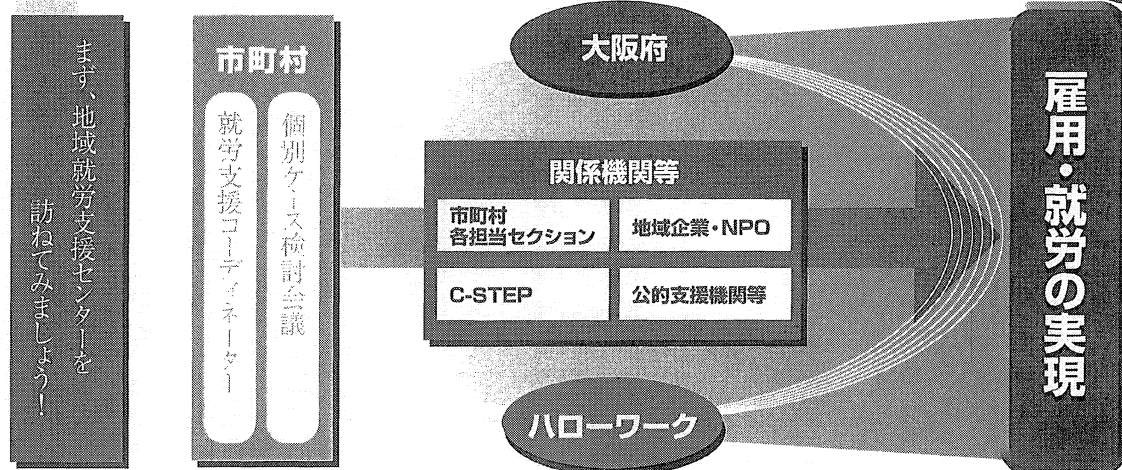 まず、地域就労支援センターを
訪ねてみましょう！
市町村
個別ケース検討会議
就労支援コーディネーター
大阪府
関係機関等
市町村
各担当セクション
地域企業・NPO
C-STEP
公的支援機関等
ハローワーク
雇用・就労の実現